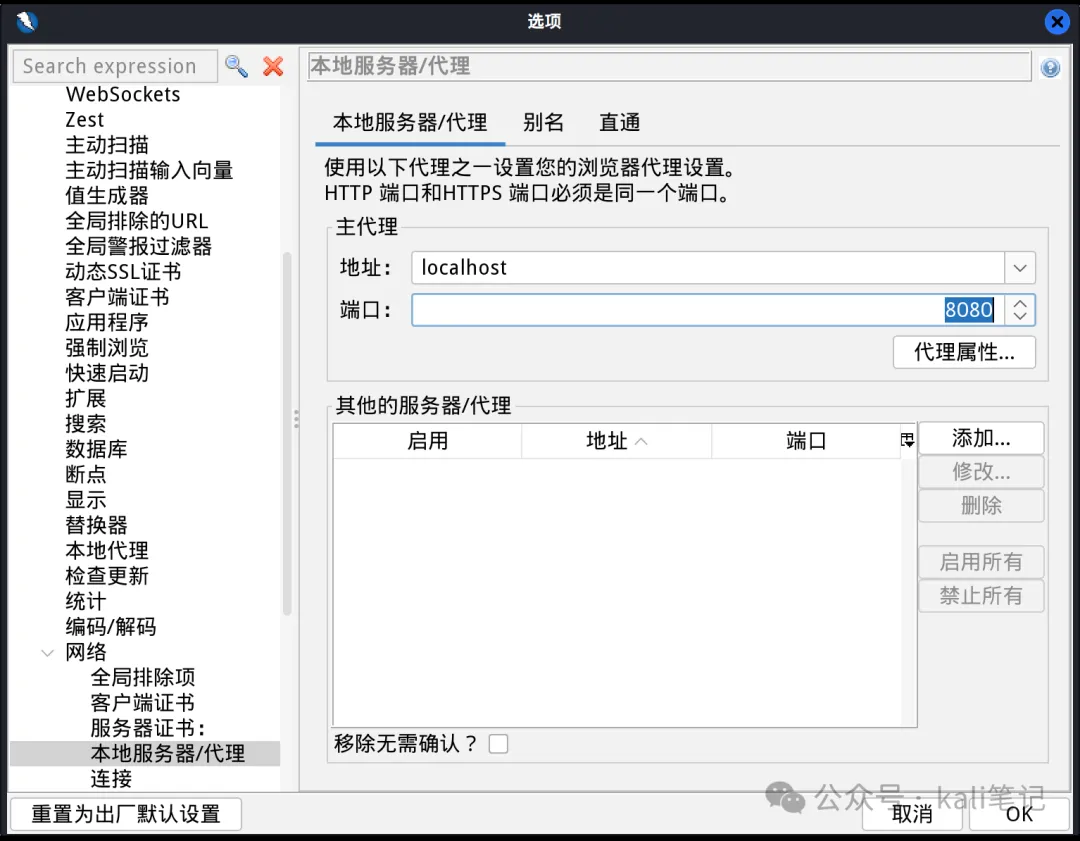 选项
Search expression
WebSockets
Zest
主动扫描
主动扫描输入向量
值生成器
全局排除的URL
全局警报过滤器
动态SSL证书
客户端证书
应用程序
强制浏览
快速启动
扩展
搜索
数据库
断点
显示
替换器
本地代理
检查更新
统计
编码/解码
网络
全局排除项
客户端证书
服务器证书：
本地服务器/代理
连接
本地服务器/代理
本地服务器/代理 别名 直通
使用以下代理之一设置您的浏览器代理设置。
HTTP 端口和HTTPS 端口必须是同一个端口。
主代理
地址： localhost
端口： 8080
代理属性...
其他的服务器/代理
启用 地址 端口
添加...
修改...
删除
启用所有
禁止所有
移除无需确认？
重置为出厂默认设置
取消
OK
公众号 · kali笔记